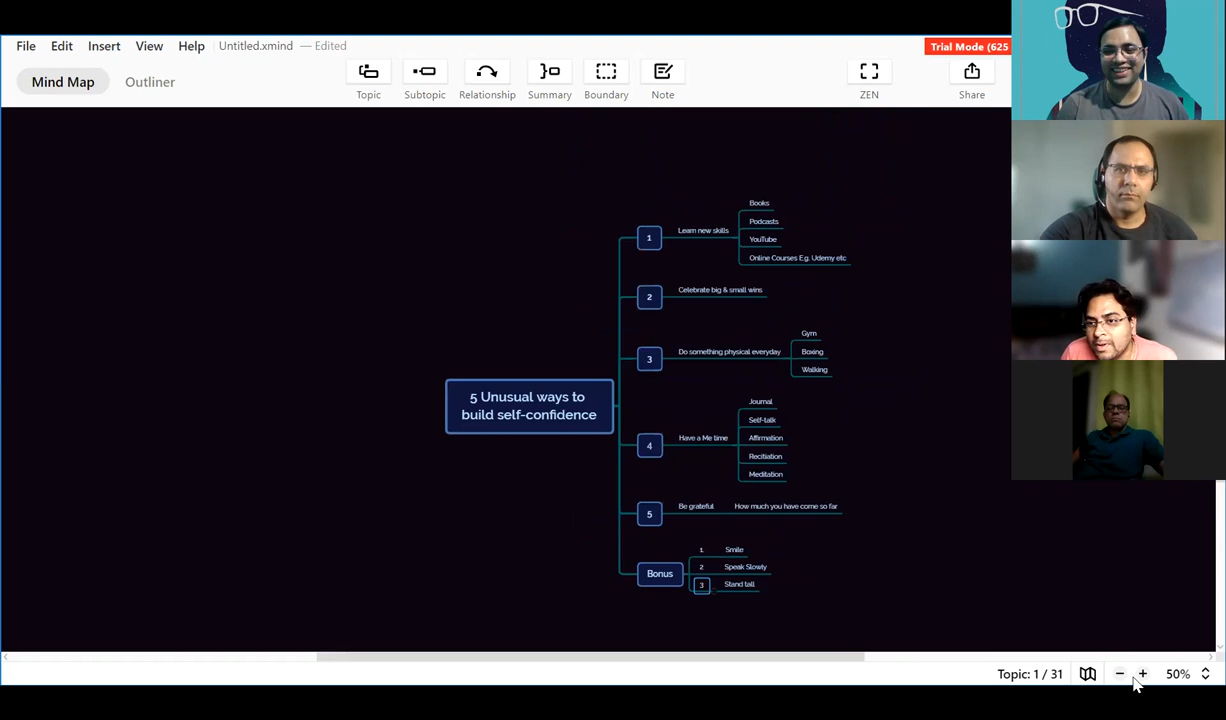 File Edit Insert View Help Untitled.xmind — Edited
Trial Mode (625
Mind Map Outliner
Topic Subtopic Relationship Summary Boundary Note ZEN Share
5 Unusual ways to
build self-confidence
1 Learn new skills
Books
Podcasts
YouTube
Online Courses E.g. Udemy etc
2 Celebrate big & small wins
3 Do something physical everyday
Gym
Boxing
Walking
4 Have a Me time
Journal
Self-talk
Affirmation
Recitiation
Meditation
5 Be grateful How much you have come so far
Bonus
1 Smile
2 Speak Slowly
3 Stand tall
Topic: 1 / 31 50%